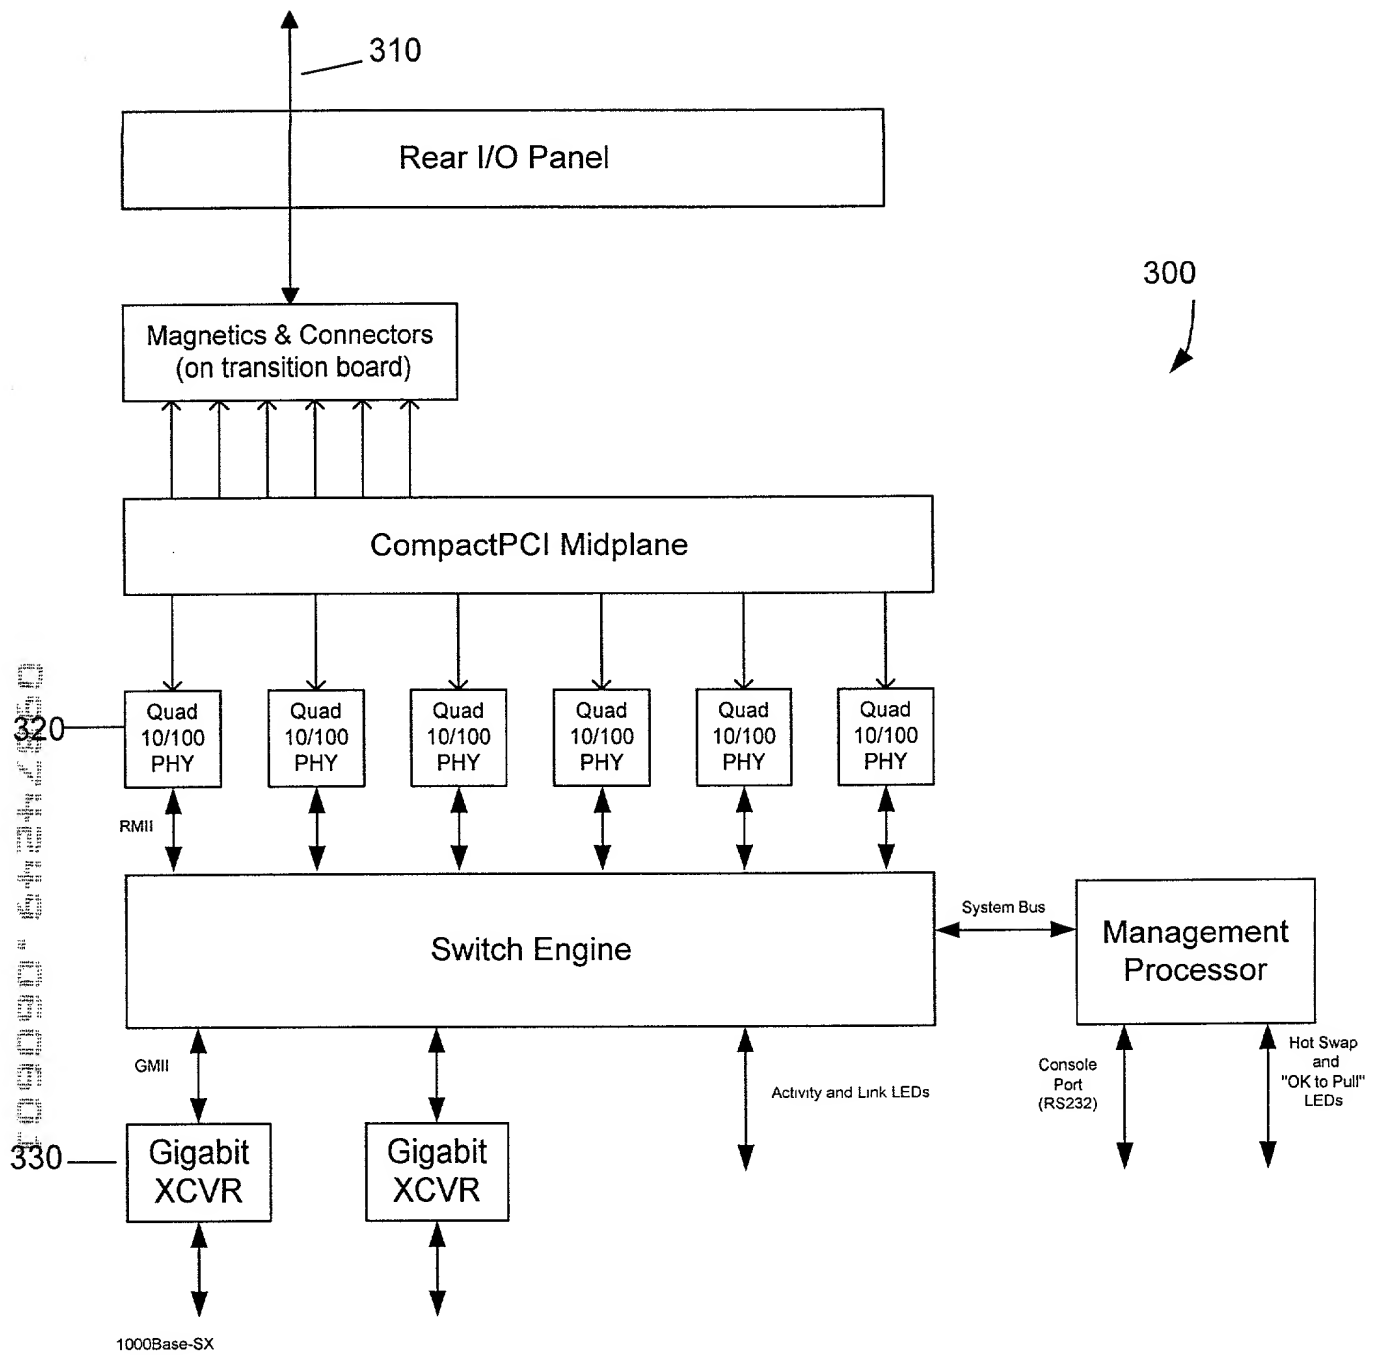 310
Rear I/O Panel
300
Magnetics & Connectors
(on transition board)
CompactPCI Midplane
320
Quad
10/100
PHY
Quad
10/100
PHY
Quad
10/100
PHY
Quad
10/100
PHY
Quad
10/100
PHY
Quad
10/100
PHY
RMII
Switch Engine
System Bus
Management
Processor
GMII
Activity and Link LEDs
Console
Port
(RS232)
Hot Swap
and
"OK to Pull"
LEDs
330
Gigabit
XCVR
Gigabit
XCVR
1000Base-SX